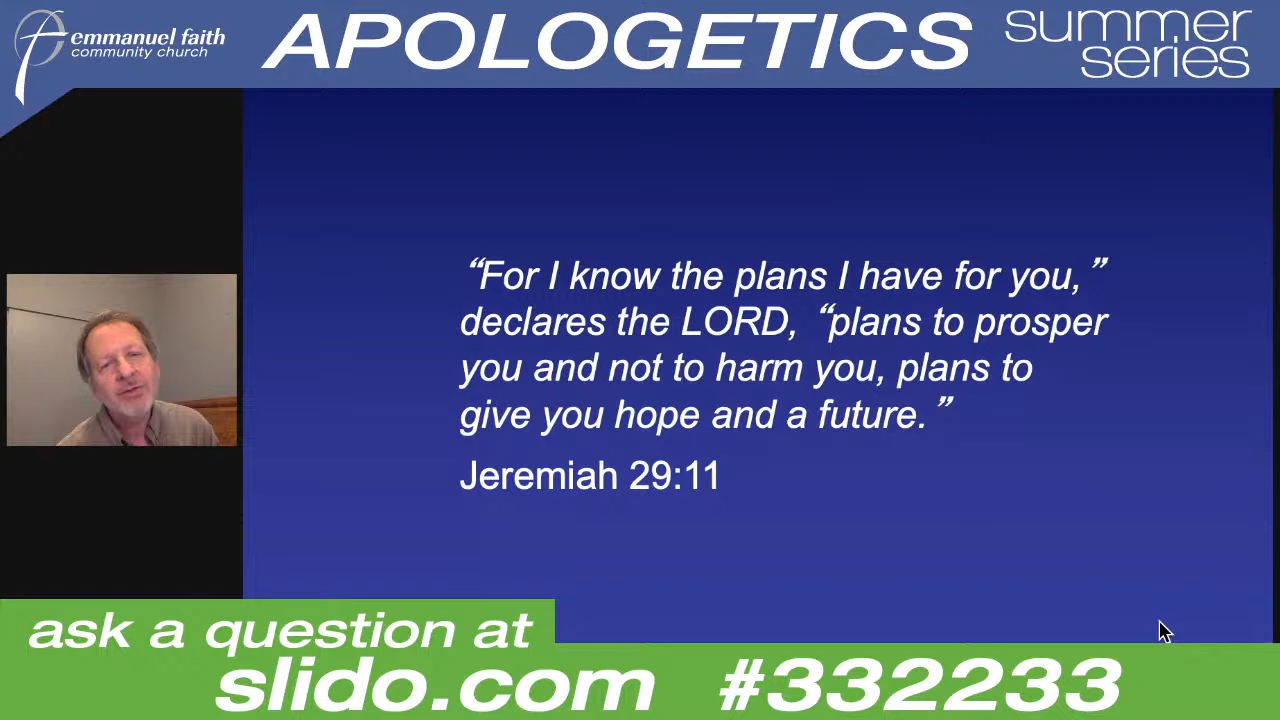 emmanuel faith
community church
APOLOGETICS
summer
series
“For I know the plans I have for you,”
declares the LORD, “plans to prosper
you and not to harm you, plans to
give you hope and a future.”
Jeremiah 29:11
ask a question at
slido.com #332233